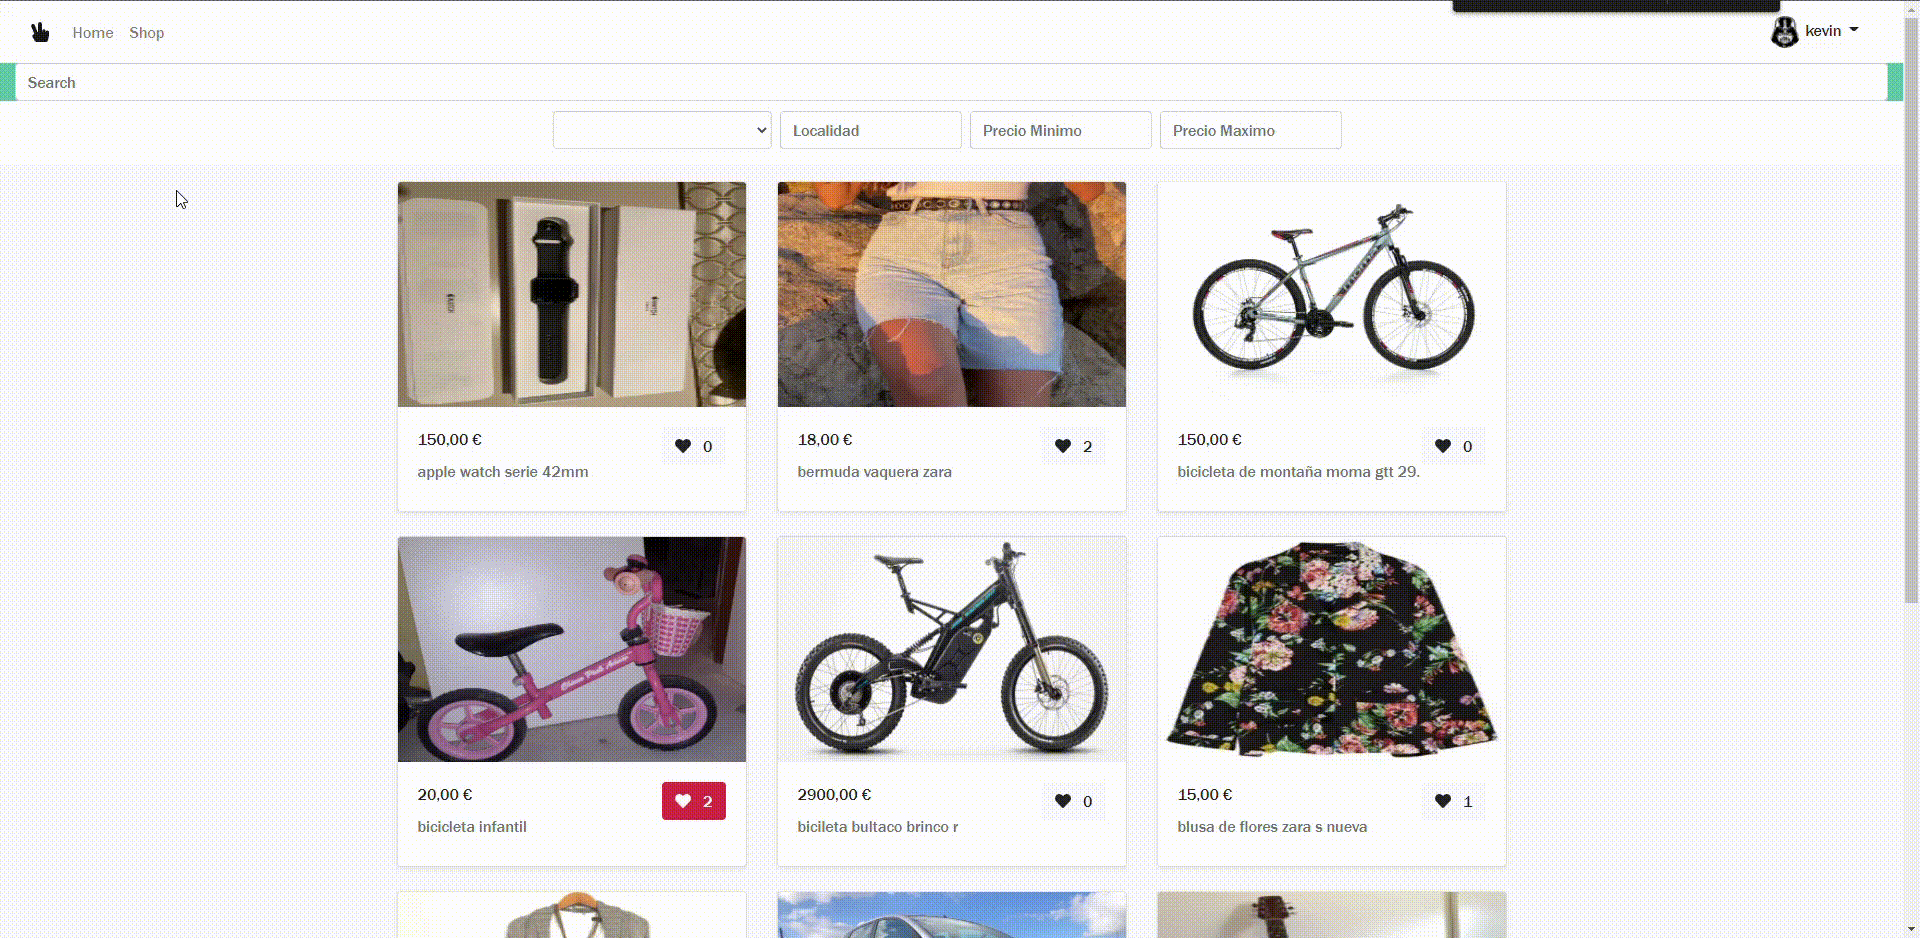 Home Shop kevin
Search
Localidad Precio Minimo Precio Maximo
150,00 € 0
apple watch serie 42mm
18,00 € 2
bermuda vaquera zara
150,00 € 0
bicicleta de montaña moma gtt 29.
20,00 € 2
bicicleta infantil
2900,00 € 0
bicileta bultaco brinco r
15,00 € 1
blusa de flores zara s nueva